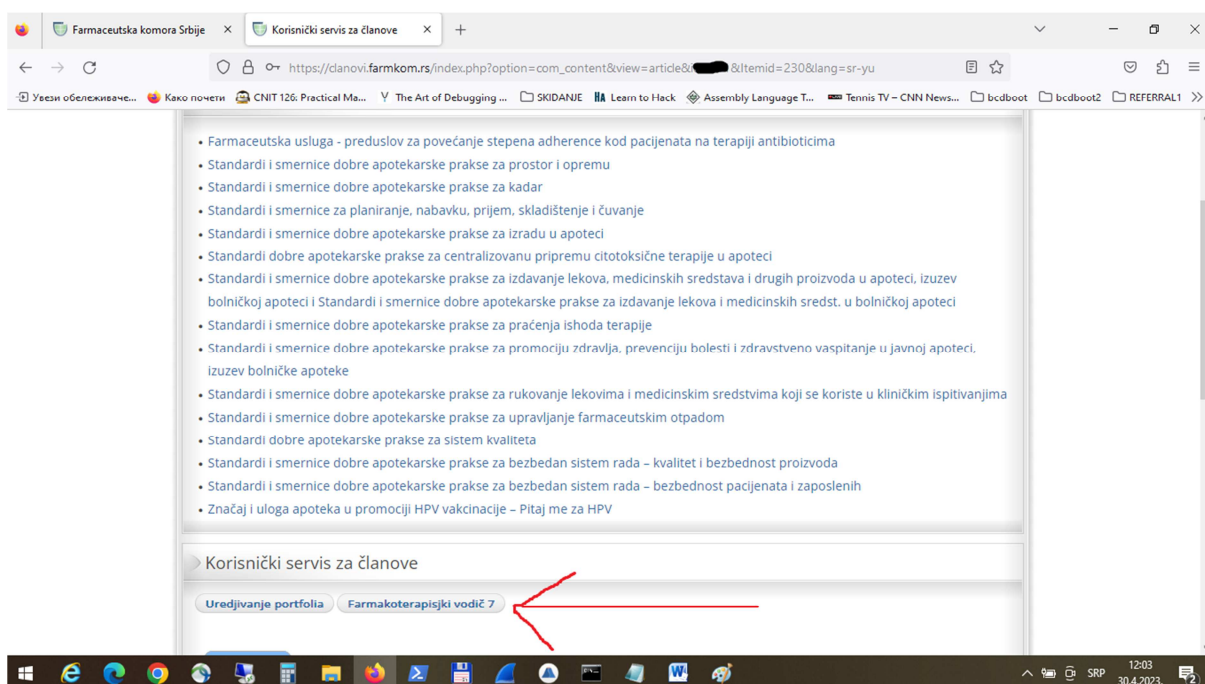 Farmaceutska komora Srbije
Korisnički servis za članove
https://clanovi.farmkom.rs/index.php?option=com_content&view=article& &Itemid=230&lang=sr-yu
Увези обележиваче...
Како почети
CNIT 126: Practical Ma...
The Art of Debugging ...
SKIDANJE
HA Learn to Hack
Assembly Language T...
Tennis TV – CNN News...
bcdboot
bcdboot2
REFERRAL1
Farmaceutska usluga - preduslov za povećanje stepena adherence kod pacijenata na terapiji antibioticima
Standardi i smernice dobre apotekarske prakse za prostor i opremu
Standardi i smernice dobre apotekarske prakse za kadar
Standardi i smernice za planiranje, nabavku, prijem, skladištenje i čuvanje
Standardi i smernice dobre apotekarske prakse za izradu u apoteci
Standardi dobre apotekarske prakse za centralizovanu pripremu citotoksične terapije u apoteci
Standardi i smernice dobre apotekarske prakse za izdavanje lekova, medicinskih sredstava i drugih proizvoda u apoteci, izuzev
bolničkoj apoteci i Standardi i smernice dobre apotekarske prakse za izdavanje lekova i medicinskih sredst. u bolničkoj apoteci
Standardi i smernice dobre apotekarske prakse za praćenja ishoda terapije
Standardi i smernice dobre apotekarske prakse za promociju zdravlja, prevenciju bolesti i zdravstveno vaspitanje u javnoj apoteci,
izuzev bolničke apoteke
Standardi i smernice dobre apotekarske prakse za rukovanje lekovima i medicinskim sredstvima koji se koriste u kliničkim ispitivanjima
Standardi i smernice dobre apotekarske prakse za upravljanje farmaceutskim otpadom
Standardi dobre apotekarske prakse za sistem kvaliteta
Standardi i smernice dobre apotekarske prakse za bezbedan sistem rada – kvalitet i bezbednost proizvoda
Standardi i smernice dobre apotekarske prakse za bezbedan sistem rada – bezbednost pacijenata i zaposlenih
Značaj i uloga apoteka u promociji HPV vakcinacije – Pitaj me za HPV
Korisnički servis za članove
Uredjivanje portfolia
Farmakoterapisjki vodič 7
SRP
12:03
30.4.2023.
2